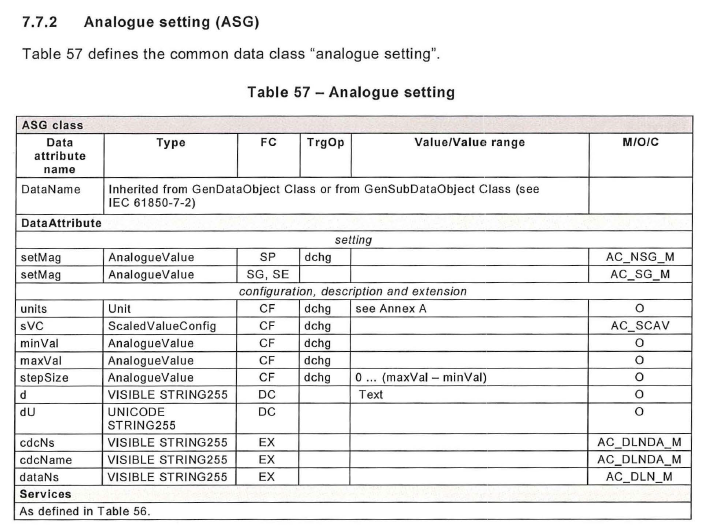 7.7.2 Analogue setting (ASG)
Table 57 defines the common data class “analogue setting”.
Table 57 – Analogue setting
ASG class
Data attribute name Type FC TrgOp Value/Value range M/O/C
DataName Inherited from GenDataObject Class or from GenSubDataObject Class (see
IEC 61850-7-2)
DataAttribute
setting
setMag AnalogueValue SP dchg AC_NSG_M
setMag AnalogueValue SG, SE AC_SG_M
configuration, description and extension
units Unit CF dchg see Annex A O
sVC ScaledValueConfig CF dchg AC_SCAV
minVal AnalogueValue CF dchg O
maxVal AnalogueValue CF dchg O
stepSize AnalogueValue CF dchg 0 ... (maxVal – minVal) O
d VISIBLE STRING255 DC Text O
dU UNICODE STRING255 DC O
cdcNs VISIBLE STRING255 EX AC_DLNDA_M
cdcName VISIBLE STRING255 EX AC_DLNDA_M
dataNs VISIBLE STRING255 EX AC_DLN_M
Services
As defined in Table 56.